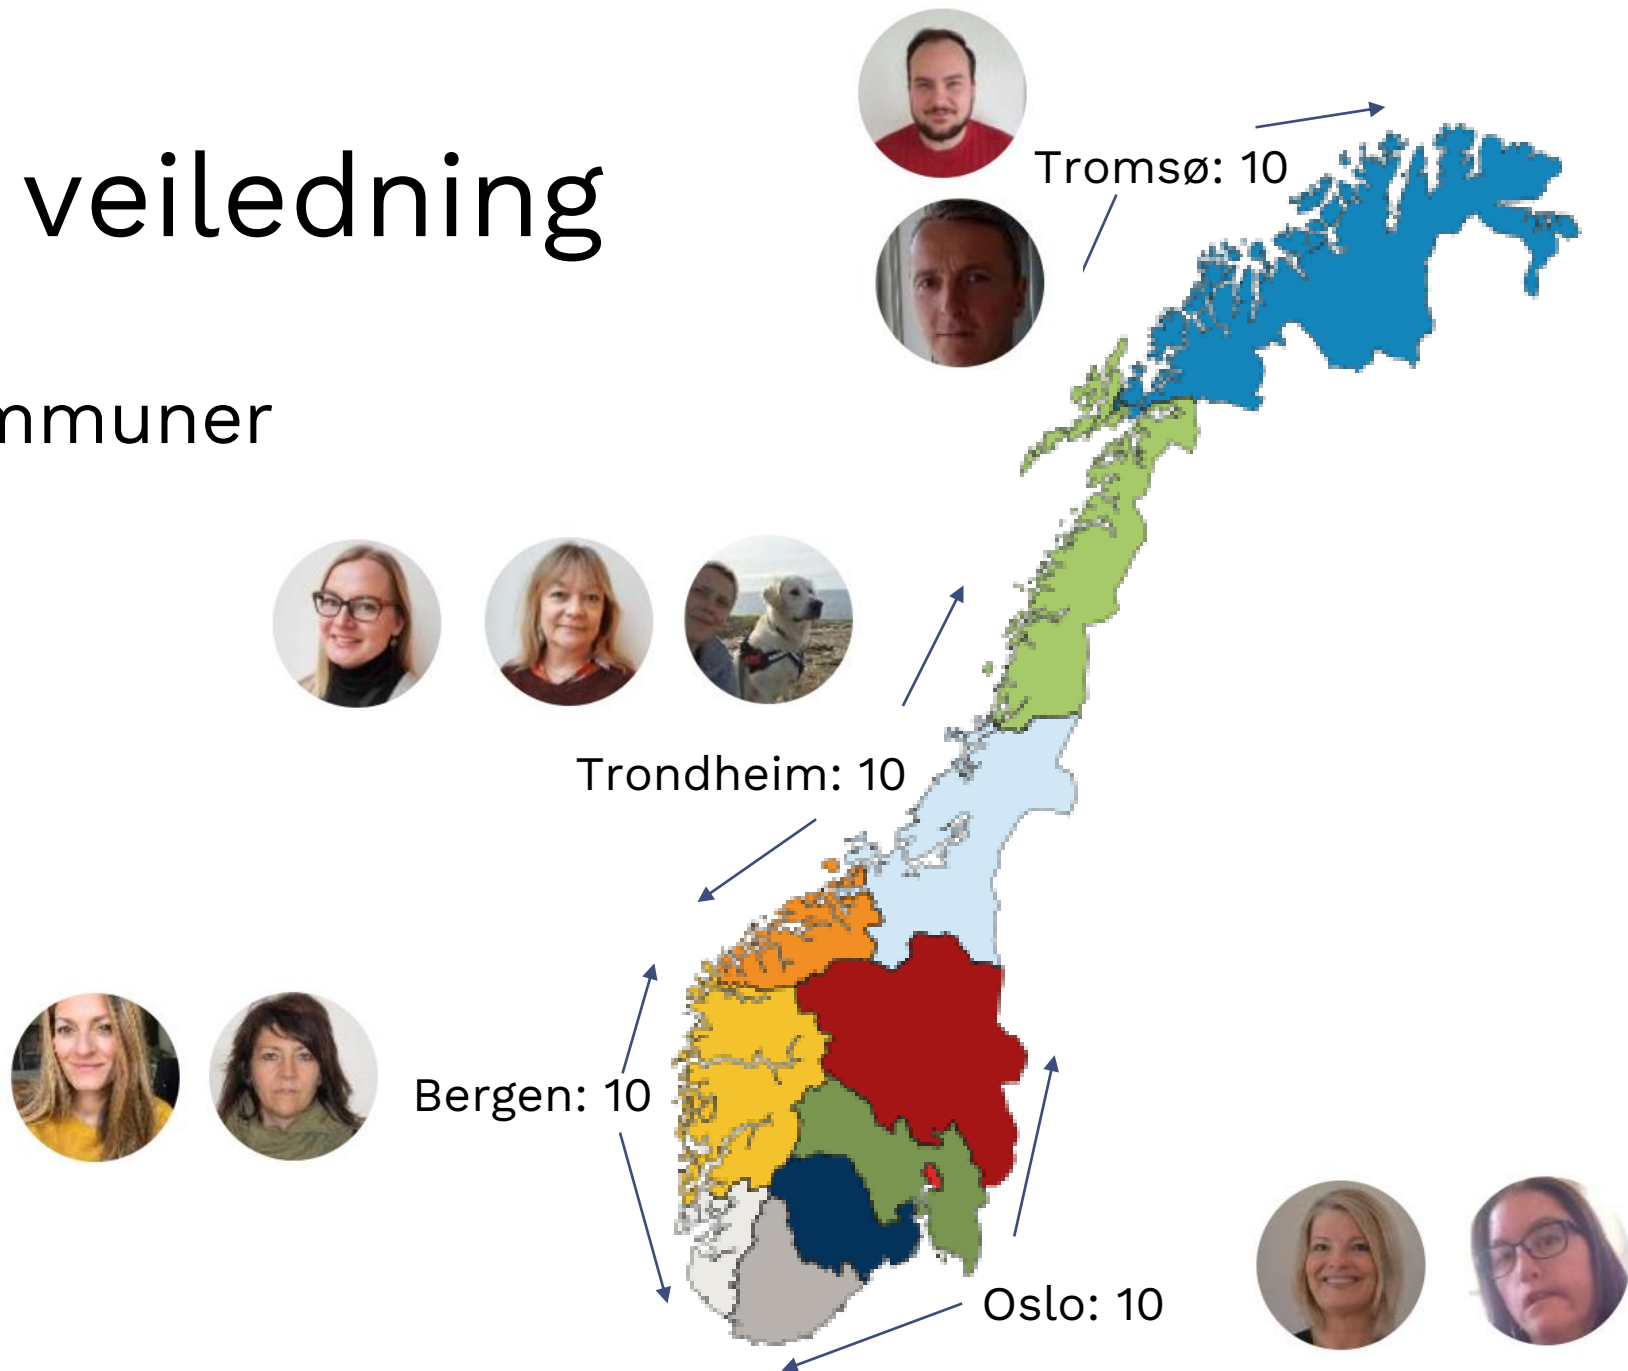 veiledning
mmuner
Tromsø: 10
Trondheim: 10
Bergen: 10
Oslo: 10